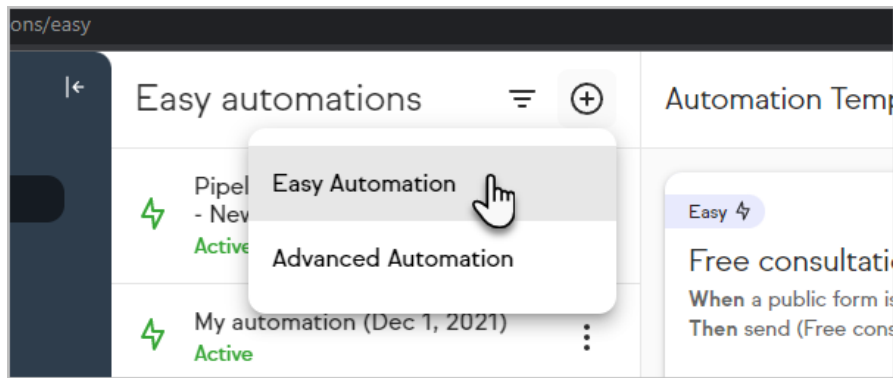 ons/easy
Easy automations
Automation Temp
Easy Automation
Advanced Automation
Pipel
- New
Active
My automation (Dec 1, 2021)
Active
Easy
Free consultati
When a public form is
Then send (Free cons